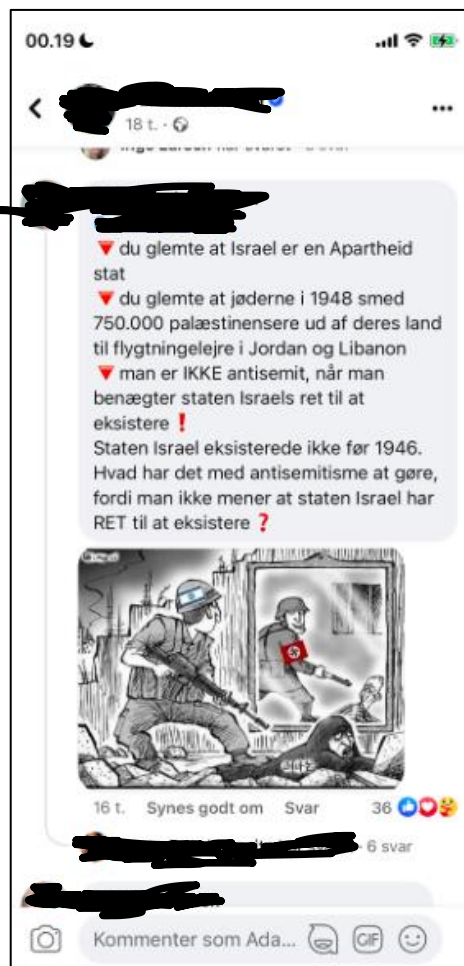 00.19
18 t.
du glemte at Israel er en Apartheid
stat
du glemte at jøderne i 1948 smed
750.000 palæstinensere ud af deres land
til flygtningelejre i Jordan og Libanon
man er IKKE antisemit, når man
benægter staten Israels ret til at
eksistere ❗
Staten Israel eksisterede ikke før 1946.
Hvad har det med antisemitisme at gøre,
fordi man ikke mener at staten Israel har
RET til at eksistere ❓
16 t. Synes godt om Svar 36
6 svar
Kommenter som Ada... GIF